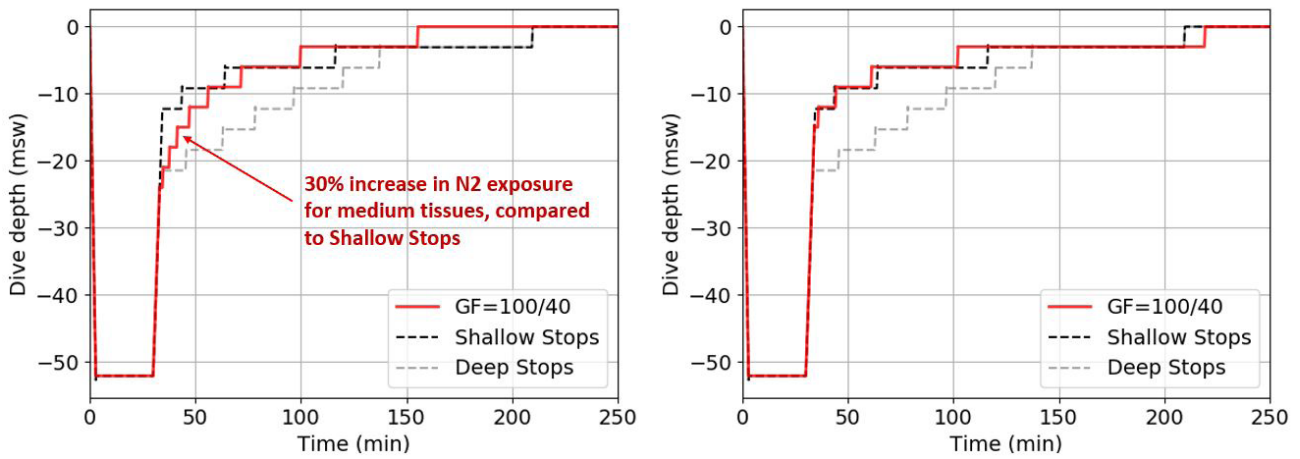 0
−10
−20
−30
−40
−50
Dive depth (msw)
30% increase in N2 exposure
for medium tissues, compared
to Shallow Stops
GF=100/40
Shallow Stops
Deep Stops
0
50
100
150
200
250
Time (min)
0
−10
−20
−30
−40
−50
Dive depth (msw)
GF=100/40
Shallow Stops
Deep Stops
0
50
100
150
200
250
Time (min)